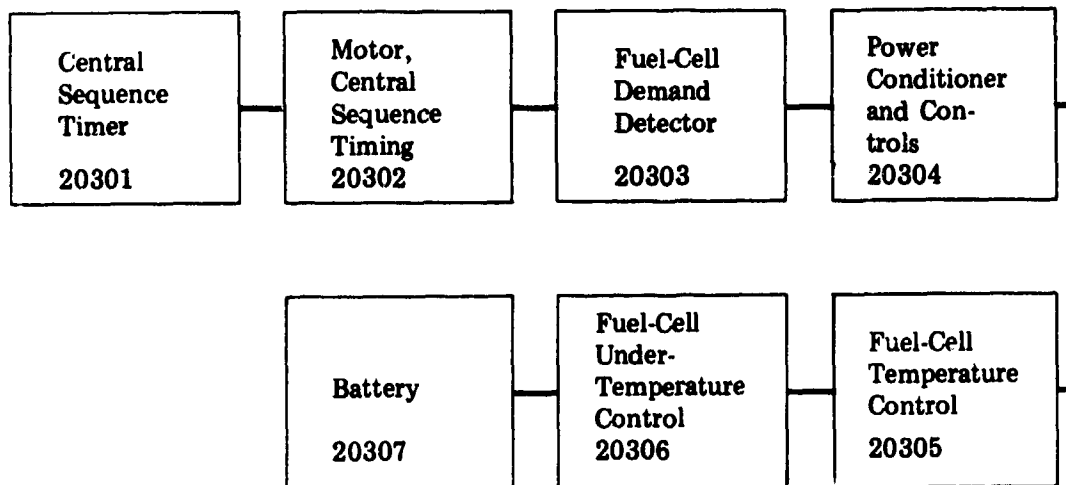 Central
Sequence
Timer
20301
Motor,
Central
Sequence
Timing
20302
Fuel-Cell
Demand
Detector
20303
Power
Conditioner
and Con-
trols
20304
Battery
20307
Fuel-Cell
Under-
Temperature
Control
20306
Fuel-Cell
Temperature
Control
20305